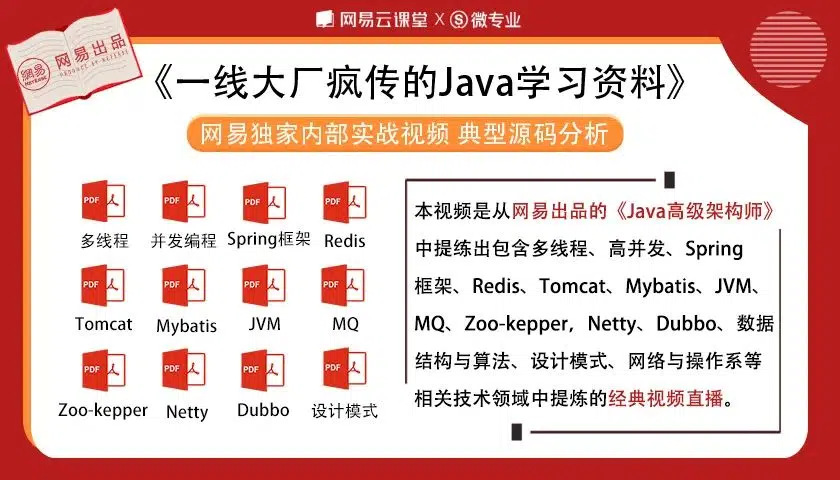 网易云课堂 X Ⓢ 微专业
網易
NETEASE
网易出品
PRODUCT BY NETEASE
《一线大厂疯传的Java学习资料》
网易独家内部实战视频 典型源码分析
PDF PDF PDF PDF
多线程 并发编程 Spring框架 Redis
PDF PDF PDF PDF
Tomcat Mybatis JVM MQ
PDF PDF PDF PDF
Zoo-kepper Netty Dubbo 设计模式
本视频是从网易出品的《Java高级架构师》
中提练出包含多线程、高并发、Spring
框架、Redis、Tomcat、Mybatis、JVM、
MQ、Zoo-kepper，Netty、Dubbo、数据
结构与算法、设计模式、网络与操作系等
相关技术领域中提炼的经典视频直播。